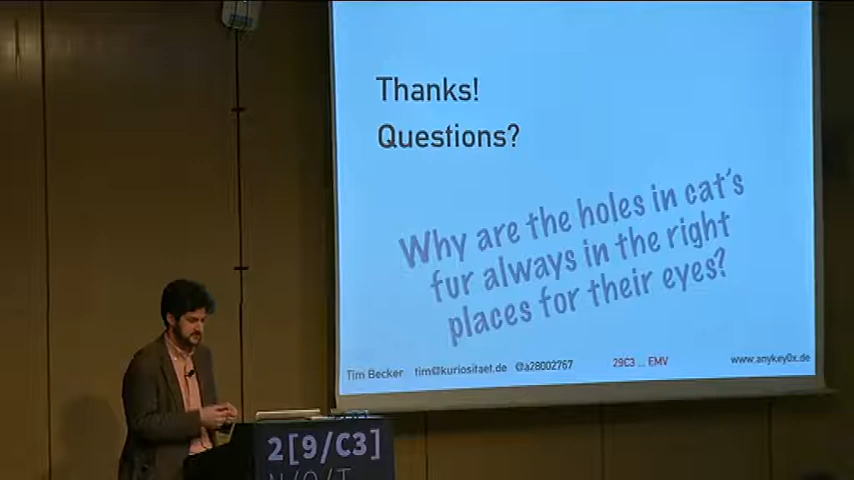 Thanks!
Questions?
Why are the holes in cat's
fur always in the right
places for their eyes?
Tim Becker tim@kuriositaet.de @a28002767 29C3 ... EMV www.anykey0x.de
2[9/C3]
N/O/T